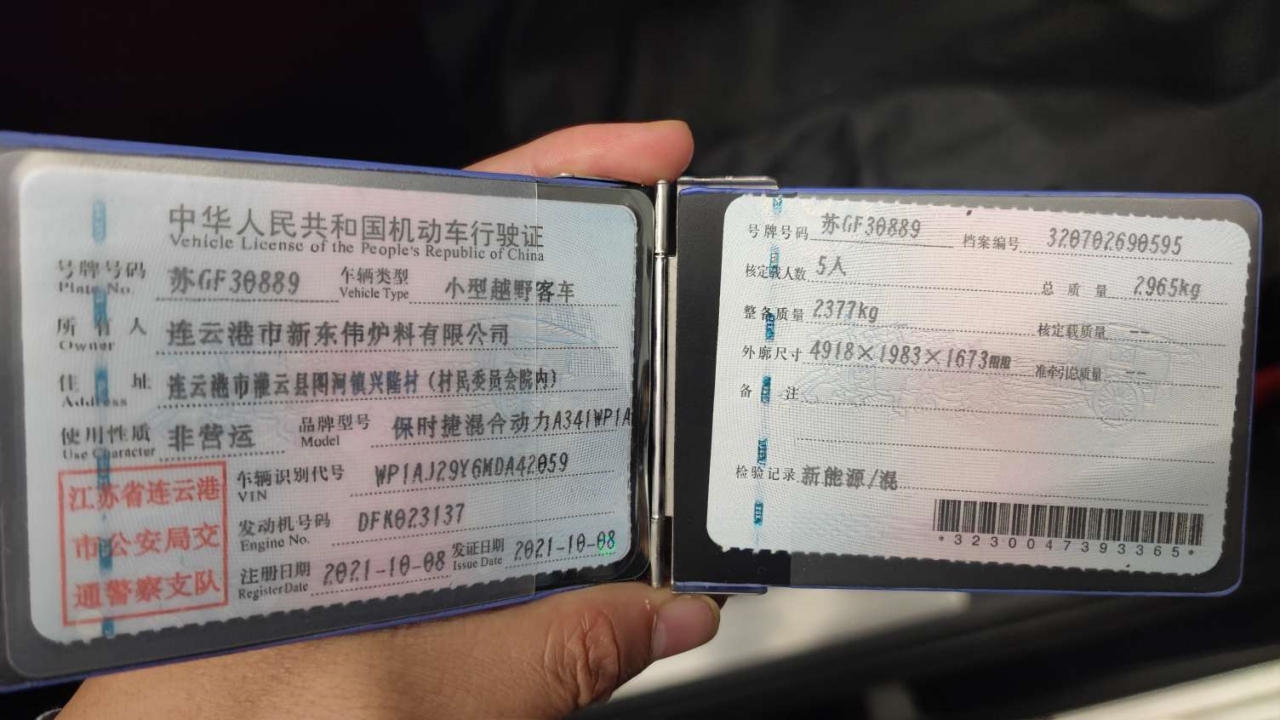 中华人民共和国机动车行驶证
Vehicle License of the People's Republic of China
号牌号码 苏GF30889 车辆类型 小型越野客车
Plate No. Vehicle Type
所有人 连云港市新东伟炉料有限公司
Owner
住址 连云港市灌云县图河镇兴隆村(村民委员会院内)
Address
使用性质 非营运 品牌型号 保时捷混合动力A341WP1A
Use Character Model
江苏省连云港
市公安局交
通警察支队
车辆识别代号 WP1AJ29Y6MDA42059
VIN
发动机号码 DFK023137
Engine No.
注册日期 2021-10-08 发证日期 2021-10-08
Register Date Issue Date
号牌号码 苏GF30889 档案编号 320702690595
核定载人数 5人 总质量 2965kg
整备质量 2377kg 核定载质量 --
外廓尺寸 4918×1983×1673mm 准牵引总质量 --
备注
检验记录 新能源/混
*3230047393365*